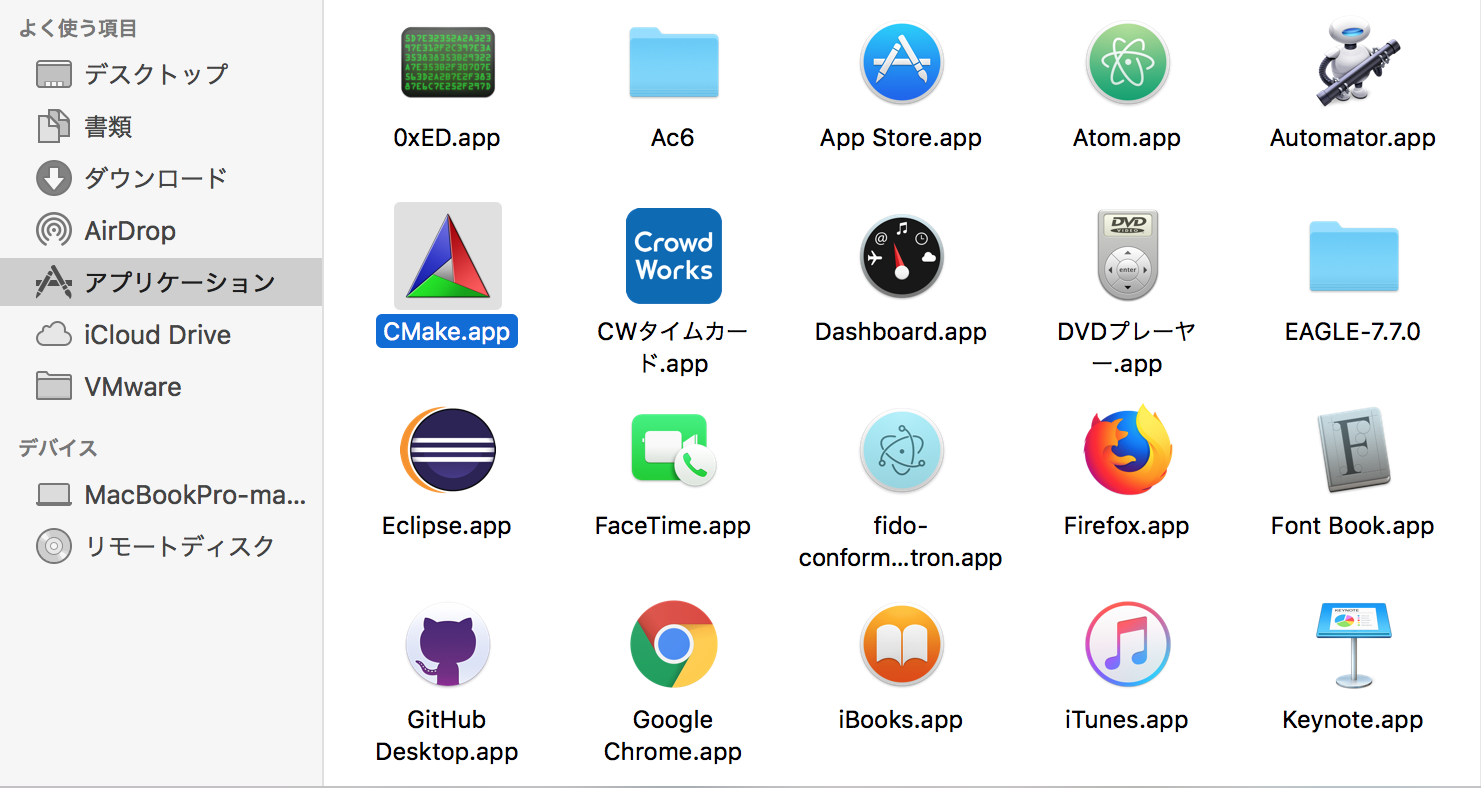 よく使う項目
デスクトップ
書類
ダウンロード
AirDrop
アプリケーション
iCloud Drive
VMware
デバイス
MacBookPro-ma...
リモートディスク
0xED.app
Ac6
App Store.app
Atom.app
Automator.app
CMake.app
Crowd
Works
CWタイムカー
ド.app
Dashboard.app
DVD
VIDEO
enter
DVDプレーヤ
ー.app
EAGLE-7.7.0
Eclipse.app
FaceTime.app
fido-
conform...tron.app
Firefox.app
F
Font Book.app
GitHub
Desktop.app
Google
Chrome.app
iBooks.app
iTunes.app
KEYNOTE
Keynote.app